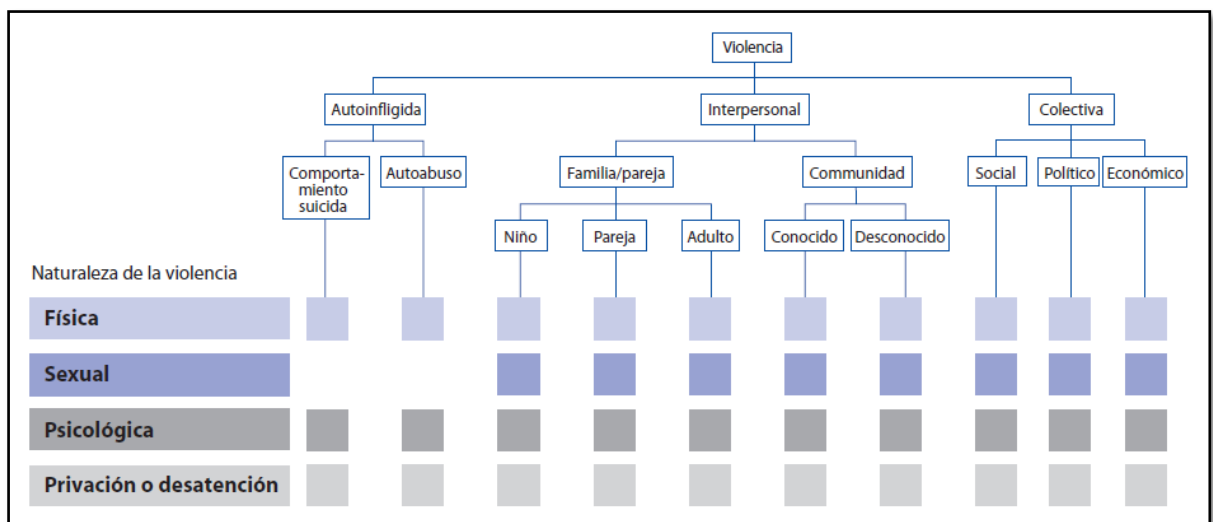 Violencia
Autoinfligida
Interpersonal
Colectiva
Comporta-
miento
suicida
Autoabuso
Familia/pareja
Communidad
Social
Político
Económico
Niño
Pareja
Adulto
Conocido
Desconocido
Naturaleza de la violencia
Física
Sexual
Psicológica
Privación o desatención